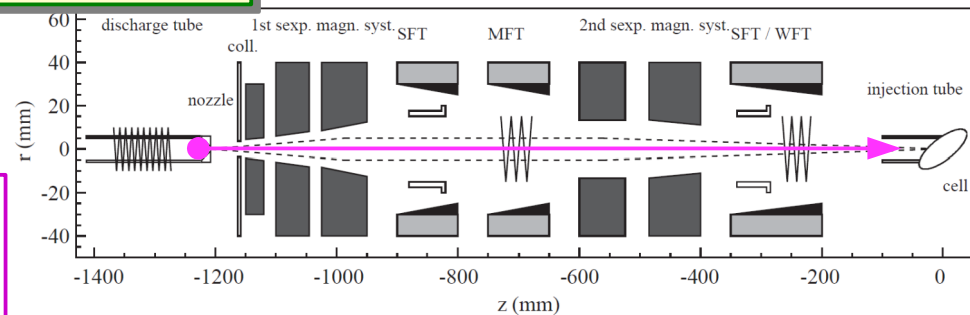 discharge tube
1st sexp. magn. syst.
SFT
MFT
2nd sexp. magn. syst.
SFT / WFT
coll.
nozzle
injection tube
cell
r (mm)
60
40
20
0
-20
-40
-1400 -1200 -1000 -800 -600 -400 -200 0
z (mm)